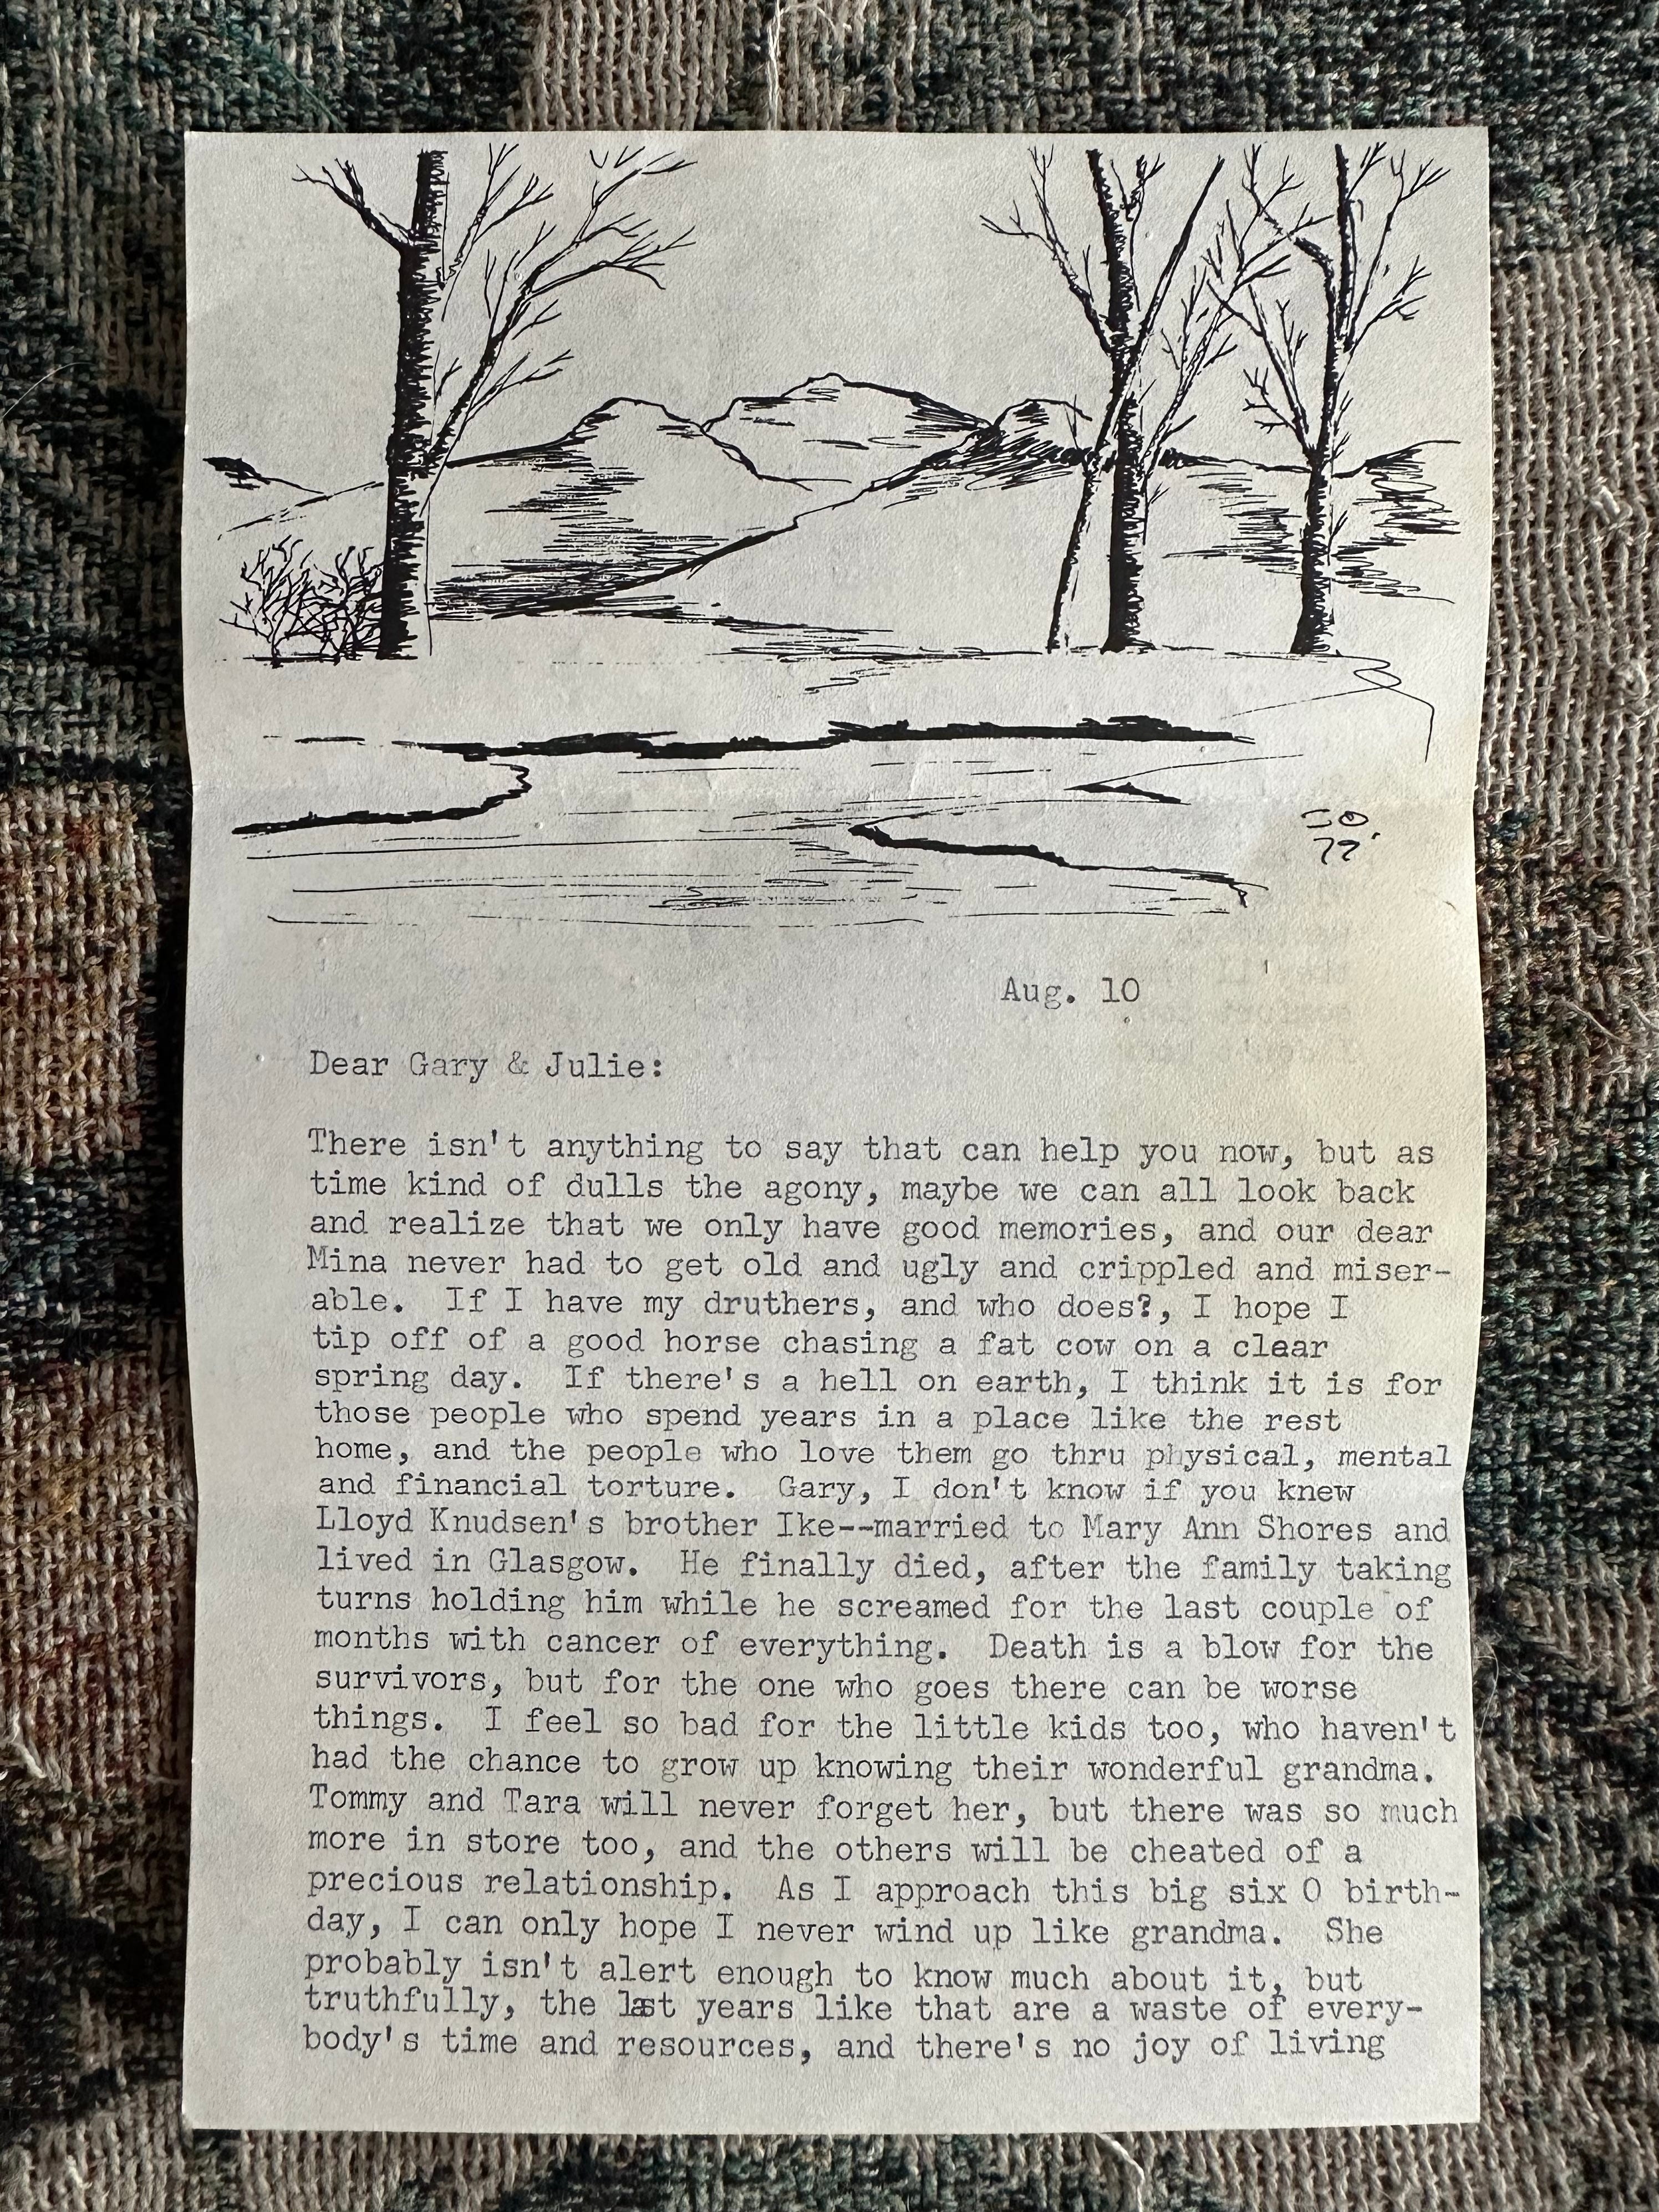 77.
Aug. 10
Dear Gary & Julie:
There isn't anything to say that can help you now, but as
time kind of dulls the agony, maybe we can all look back
and realize that we only have good memories, and our dear
Mina never had to get old and ugly and crippled and miser-
able.  If I have my druthers, and who does?, I hope I
tip off of a good horse chasing a fat cow on a clear
spring day.  If there's a hell on earth, I think it is for
those people who spend years in a place like the rest
home, and the people who love them go thru physical, mental
and financial torture.  Gary, I don't know if you knew
Lloyd Knudsen's brother Ike--married to Mary Ann Shores and
lived in Glasgow.  He finally died, after the family taking
turns holding him while he screamed for the last couple of
months with cancer of everything.  Death is a blow for the
survivors, but for the one who goes there can be worse
things.  I feel so bad for the little kids too, who haven't
had the chance to grow up knowing their wonderful grandma.
Tommy and Tara will never forget her, but there was so much
more in store too, and the others will be cheated of a
precious relationship.  As I approach this big six O birth-
day, I can only hope I never wind up like grandma.  She
probably isn't alert enough to know much about it, but
truthfully, the last years like that are a waste of every-
body's time and resources, and there's no joy of living